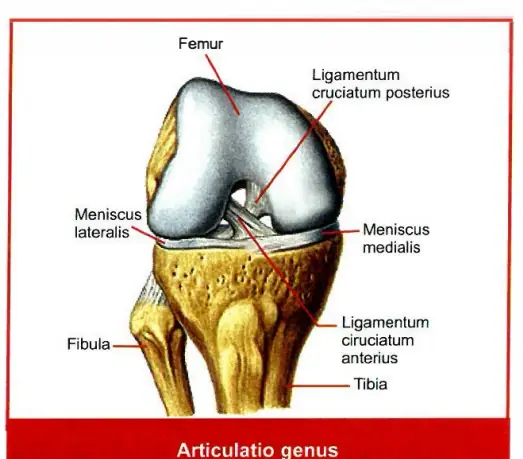 Femur
Ligamentum
cruciatum posterius
Meniscus
lateralis
Meniscus
medialis
Ligamentum
ciruciatum
anterius
Fibula
Tibia
Articulatio genus